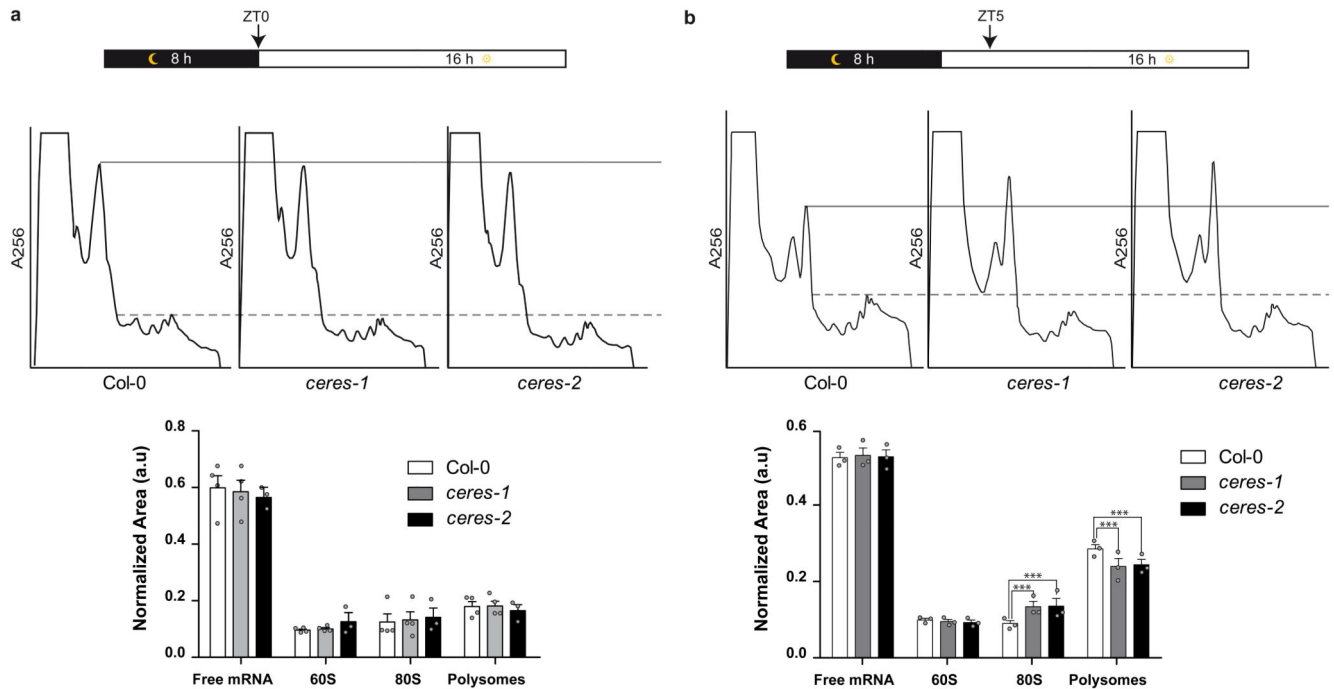 a
ZT0
8 h
16 h
A256
A256
A256
Col-0
ceres-1
ceres-2
Normalized Area (a.u)
0.8
0.6
0.4
0.2
0.0
Col-0
ceres-1
ceres-2
Free mRNA
60S
80S
Polysomes
b
ZT5
8 h
16 h
A256
A256
A256
Col-0
ceres-1
ceres-2
Normalized Area (a.u)
0.6
0.4
0.2
0.0
Col-0
ceres-1
ceres-2
***
***
***
***
Free mRNA
60S
80S
Polysomes